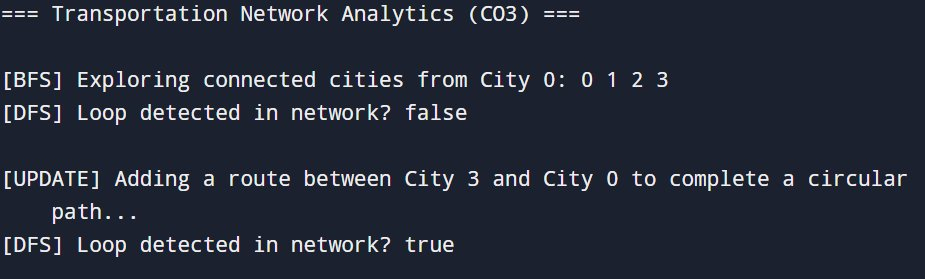 === Transportation Network Analytics (CO3) ===
[BFS] Exploring connected cities from City 0: 0 1 2 3
[DFS] Loop detected in network? false
[UPDATE] Adding a route between City 3 and City 0 to complete a circular
path...
[DFS] Loop detected in network? true